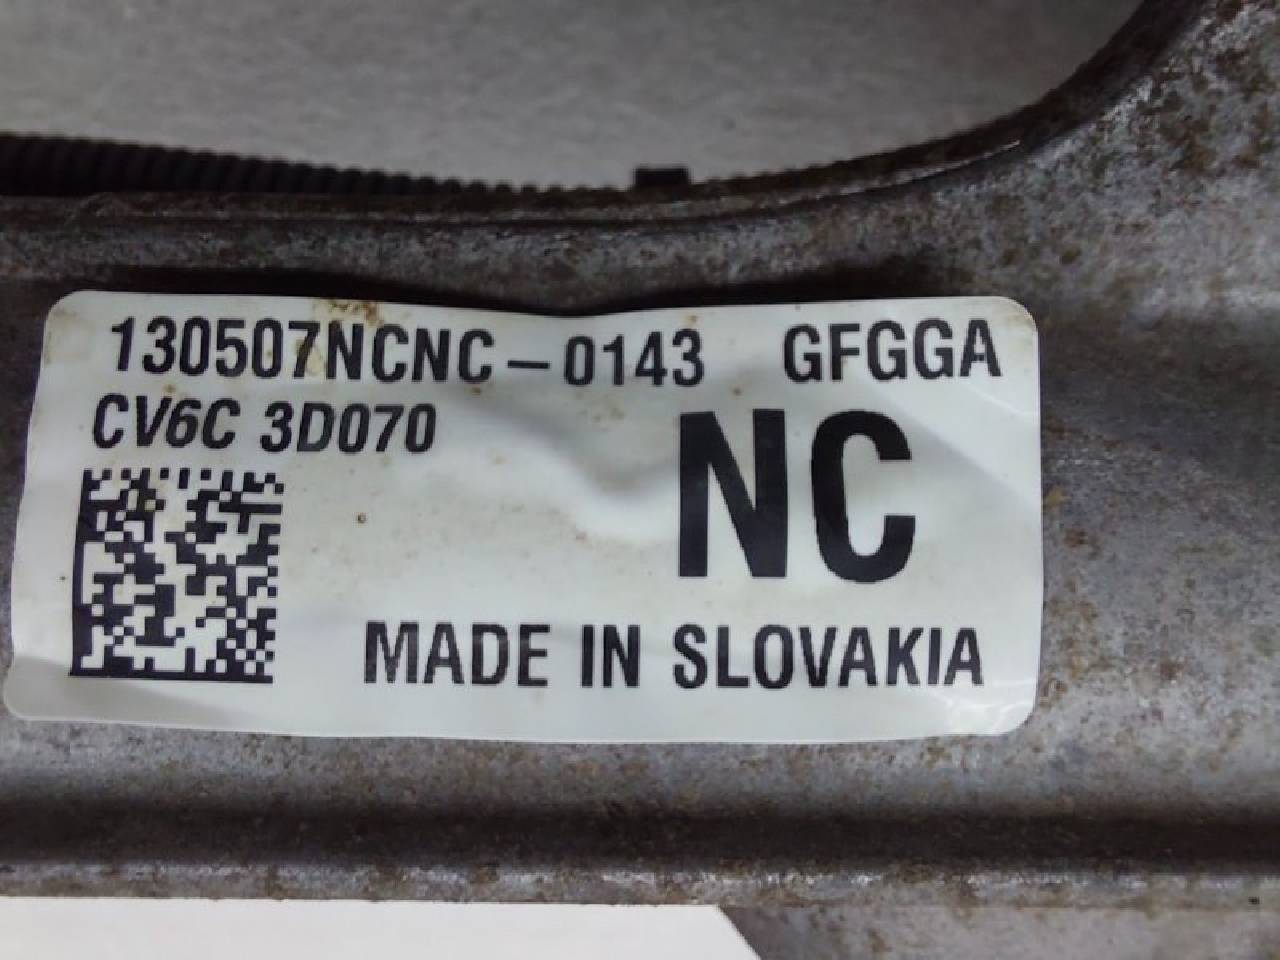 130507NCNC-0143 GFGGA
CV6C 3D070
NC
MADE IN SLOVAKIA